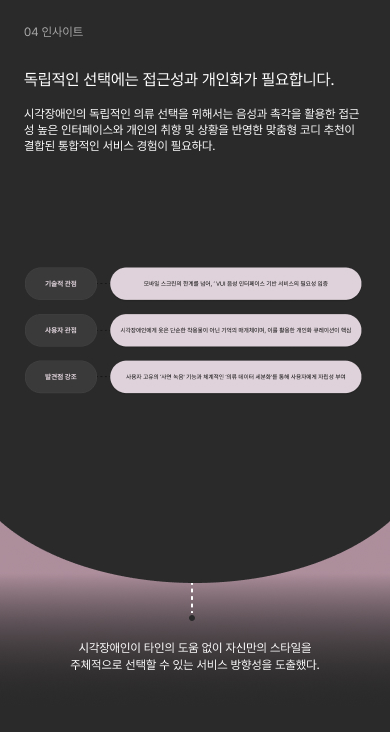 04 인사이트
독립적인 선택에는 접근성과 개인화가 필요합니다.
시각장애인의 독립적인 의류 선택을 위해서는 음성과 촉각을 활용한 접근
성 높은 인터페이스와 개인의 취향 및 상황을 반영한 맞춤형 코디 추천이
결합된 통합적인 서비스 경험이 필요하다.
기술적 관점
모바일 스크린의 한계를 넘어, ' VUI 음성 인터페이스 기반 서비스의 필요성 입증
사용자 관점
시각장애인에게 옷은 단순한 착용물이 아닌 기억의 매개체이며, 이를 활용한 개인화 큐레이션이 핵심
발견점 강조
사용자 고유의 '사연 녹음' 기능과 체계적인 '의류 데이터 세분화'를 통해 사용자에게 자립성 부여
시각장애인이 타인의 도움 없이 자신만의 스타일을
주체적으로 선택할 수 있는 서비스 방향성을 도출했다.